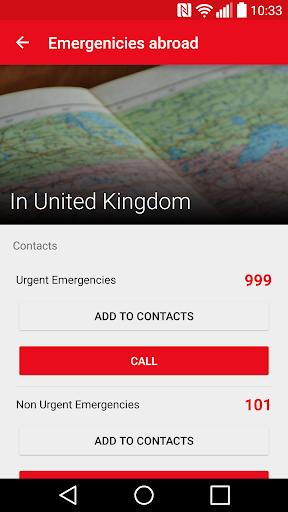 10:33
Emergenicies abroad
In United Kingdom
Contacts
Urgent Emergencies 999
ADD TO CONTACTS
CALL
Non Urgent Emergencies 101
ADD TO CONTACTS